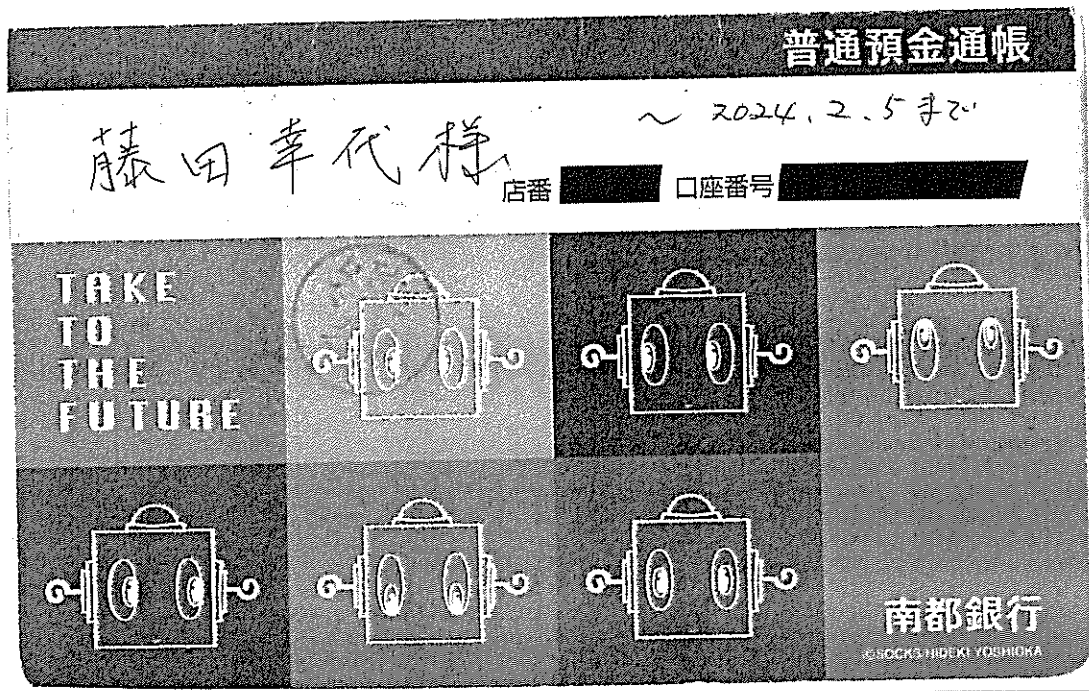 普通預金通帳
~ 2024.2.5まで
藤田幸代様
店番 口座番号
TAKE
TO
THE
FUTURE
南都銀行
©SOCKS HIDEKI YOSHIOKA